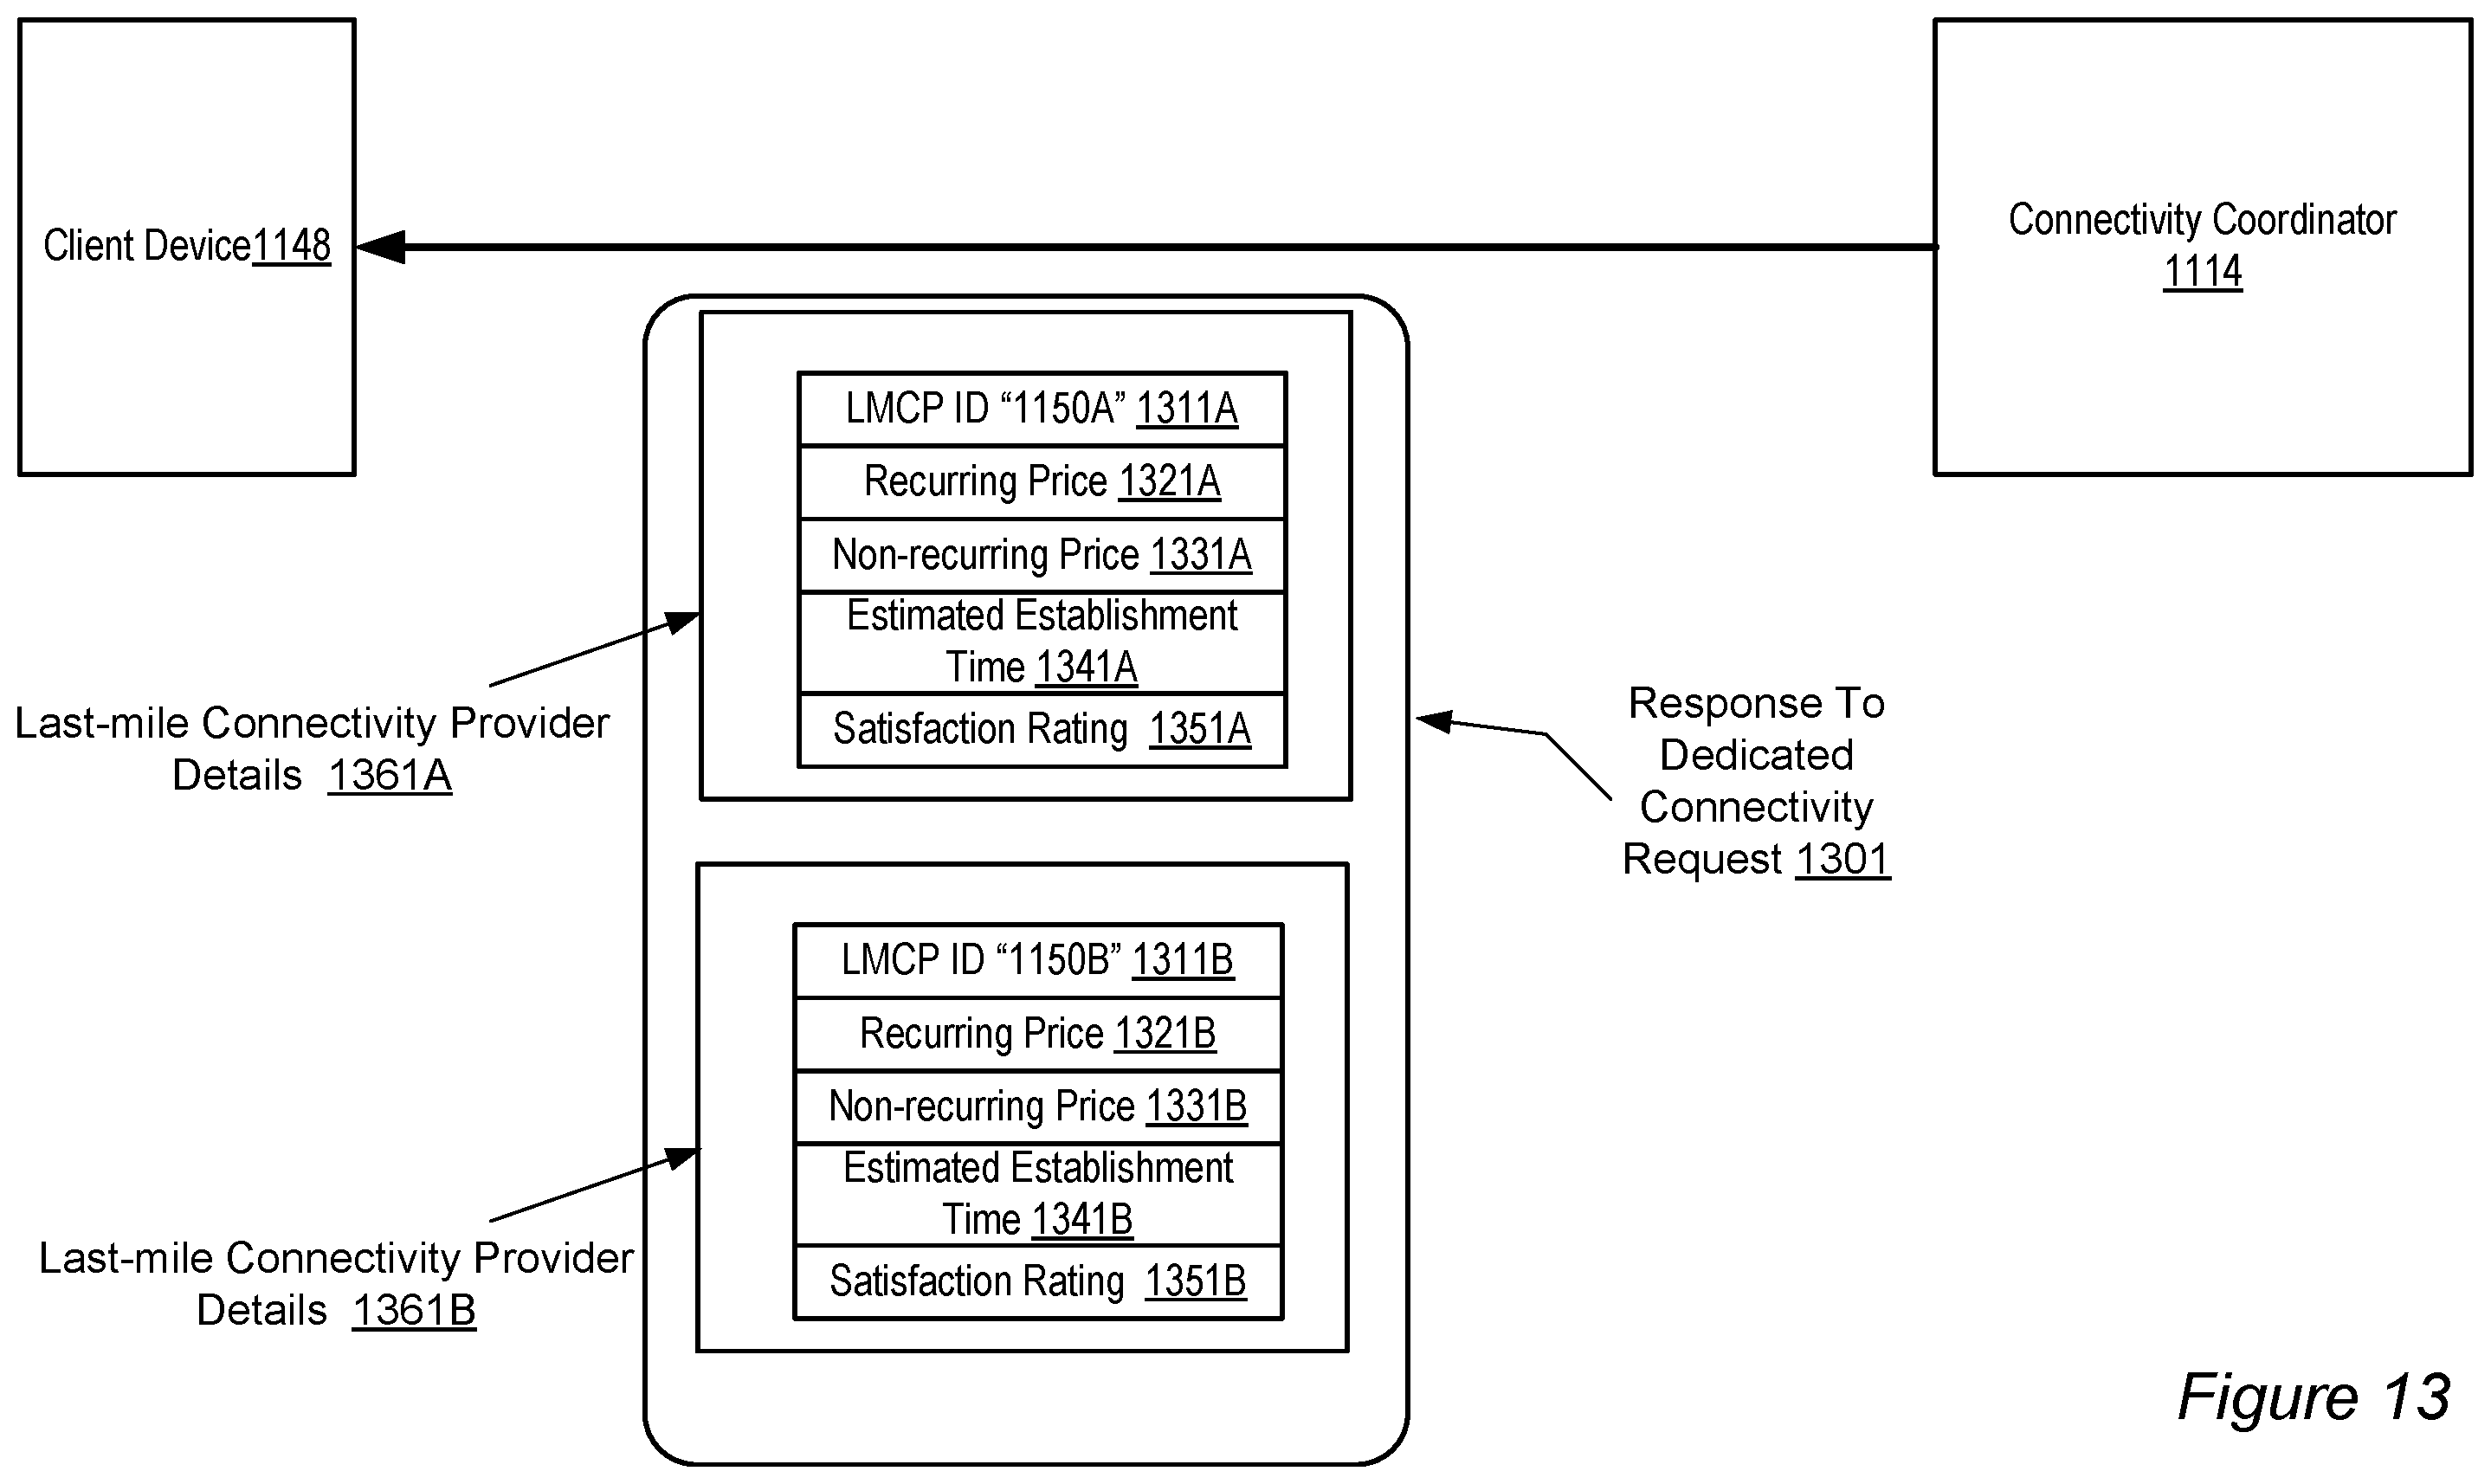 Client Device1148
Connectivity Coordinator
1114
LMCP ID “1150A” 1311A
Recurring Price 1321A
Non-recurring Price 1331A
Estimated Establishment
Time 1341A
Satisfaction Rating 1351A
Last-mile Connectivity Provider
Details 1361A
Response To
Dedicated
Connectivity
Request 1301
LMCP ID “1150B” 1311B
Recurring Price 1321B
Non-recurring Price 1331B
Estimated Establishment
Time 1341B
Satisfaction Rating 1351B
Last-mile Connectivity Provider
Details 1361B
Figure 13